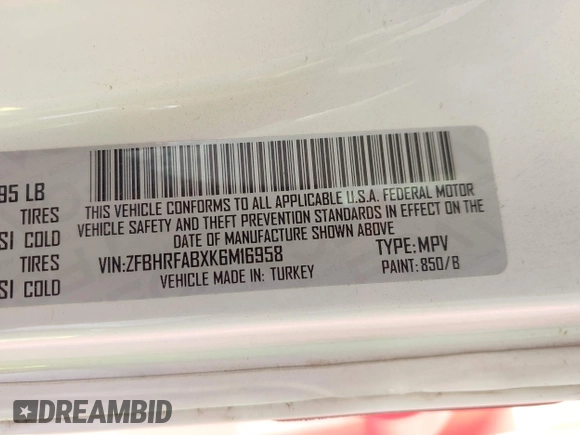 95 LB
TIRES
SI COLD
TIRES
SI COLD
THIS VEHICLE CONFORMS TO ALL APPLICABLE U.S.A. FEDERAL MOTOR
VEHICLE SAFETY AND THEFT PREVENTION STANDARDS IN EFFECT ON THE
DATE OF MANUFACTURE SHOWN ABOVE
VIN:ZFBHRFABXK6M16958 TYPE:MPV
VEHICLE MADE IN: TURKEY PAINT: 850/B
DREAMBID